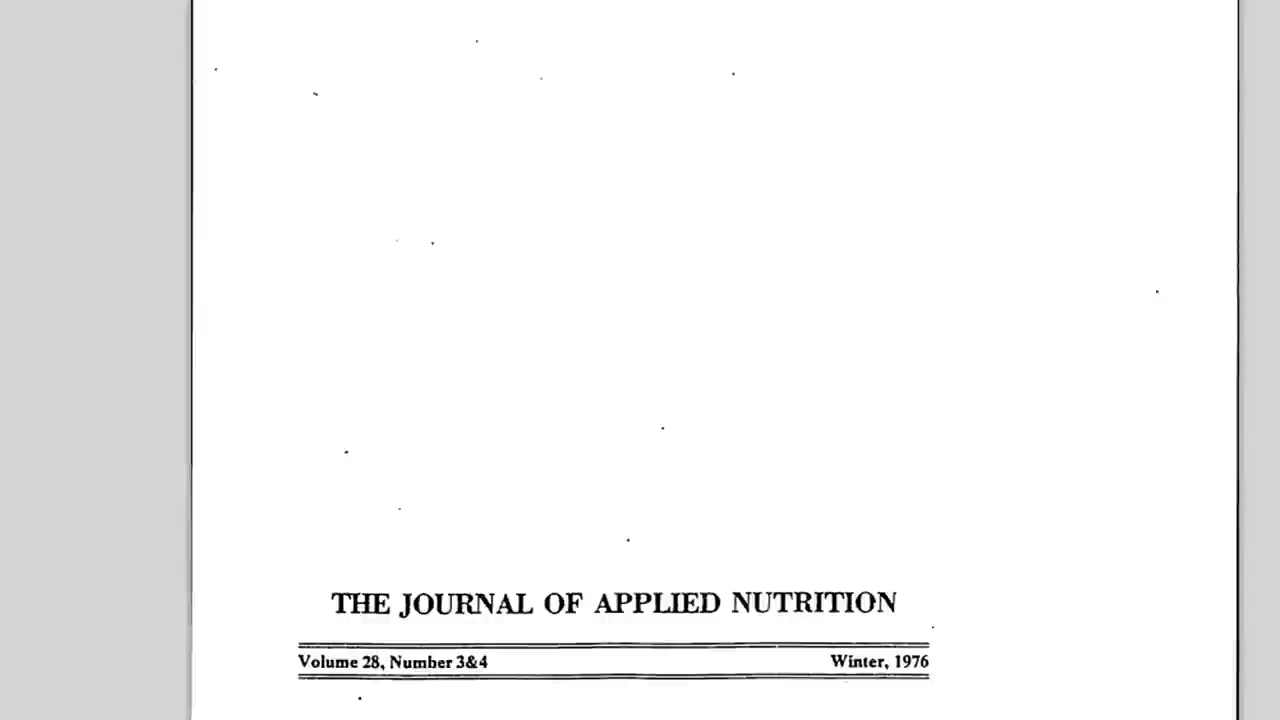 THE JOURNAL OF APPLIED NUTRITION
Volume 28, Number 3&4 Winter, 1976